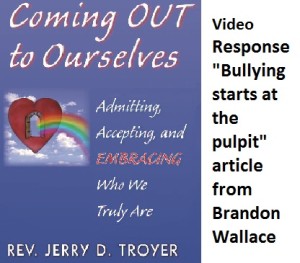 Coming OUT
to Ourselves
Admitting,
Accepting, and
EMBRACING
Who We
Truly Are
REV. JERRY D. TROYER
Video
Response
"Bullying
starts at
the
pulpit"
article
from
Brandon
Wallace